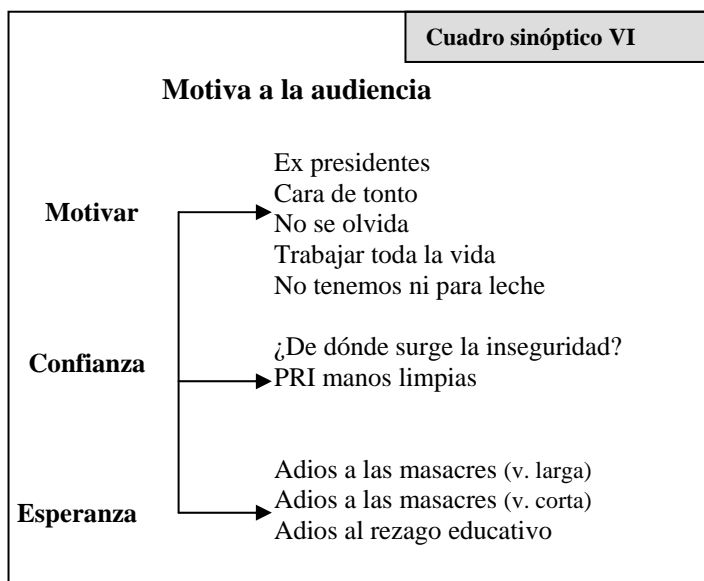 Cuadro sinóptico VI
Motiva a la audiencia
Motivar
Ex presidentes
Cara de tonto
No se olvida
Trabajar toda la vida
No tenemos ni para leche
Confianza
¿De dónde surge la inseguridad?
PRI manos limpias
Esperanza
Adios a las masacres (v. larga)
Adios a las masacres (v. corta)
Adios al rezago educativo